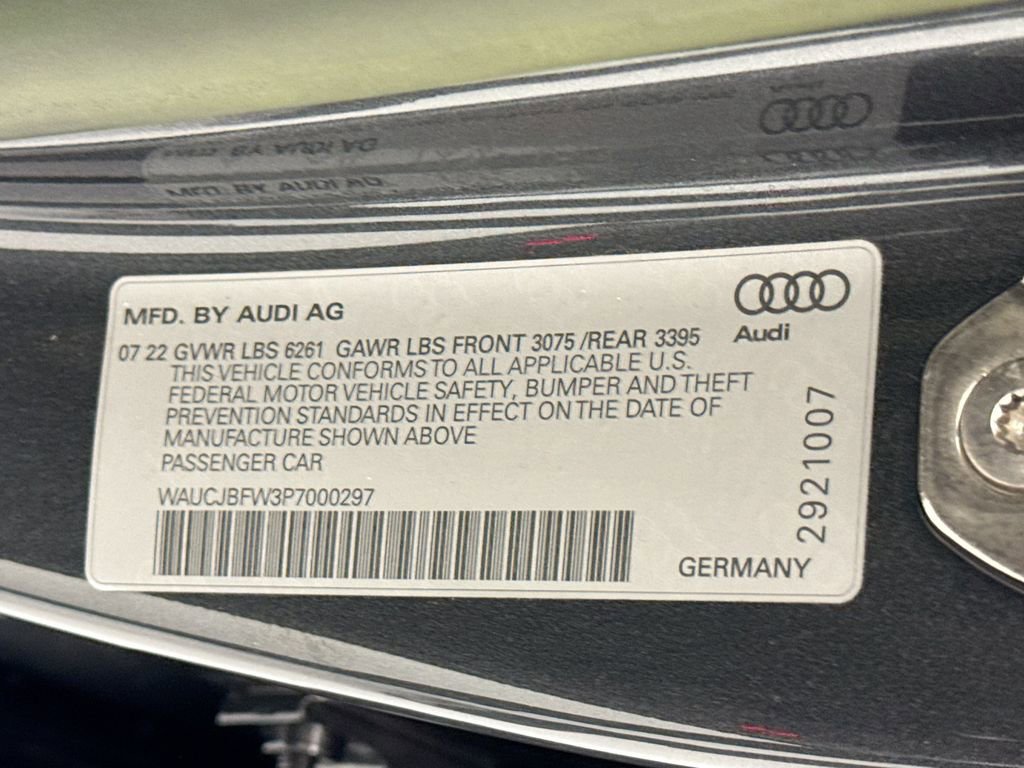 MFD. BY AUDI AG
Audi
07 22 GVWR LBS 6261 GAWR LBS FRONT 3075 /REAR 3395
THIS VEHICLE CONFORMS TO ALL APPLICABLE U.S.
FEDERAL MOTOR VEHICLE SAFETY, BUMPER AND THEFT
PREVENTION STANDARDS IN EFFECT ON THE DATE OF
MANUFACTURE SHOWN ABOVE
PASSENGER CAR
WAUCJBFW3P7000297
2921007
GERMANY